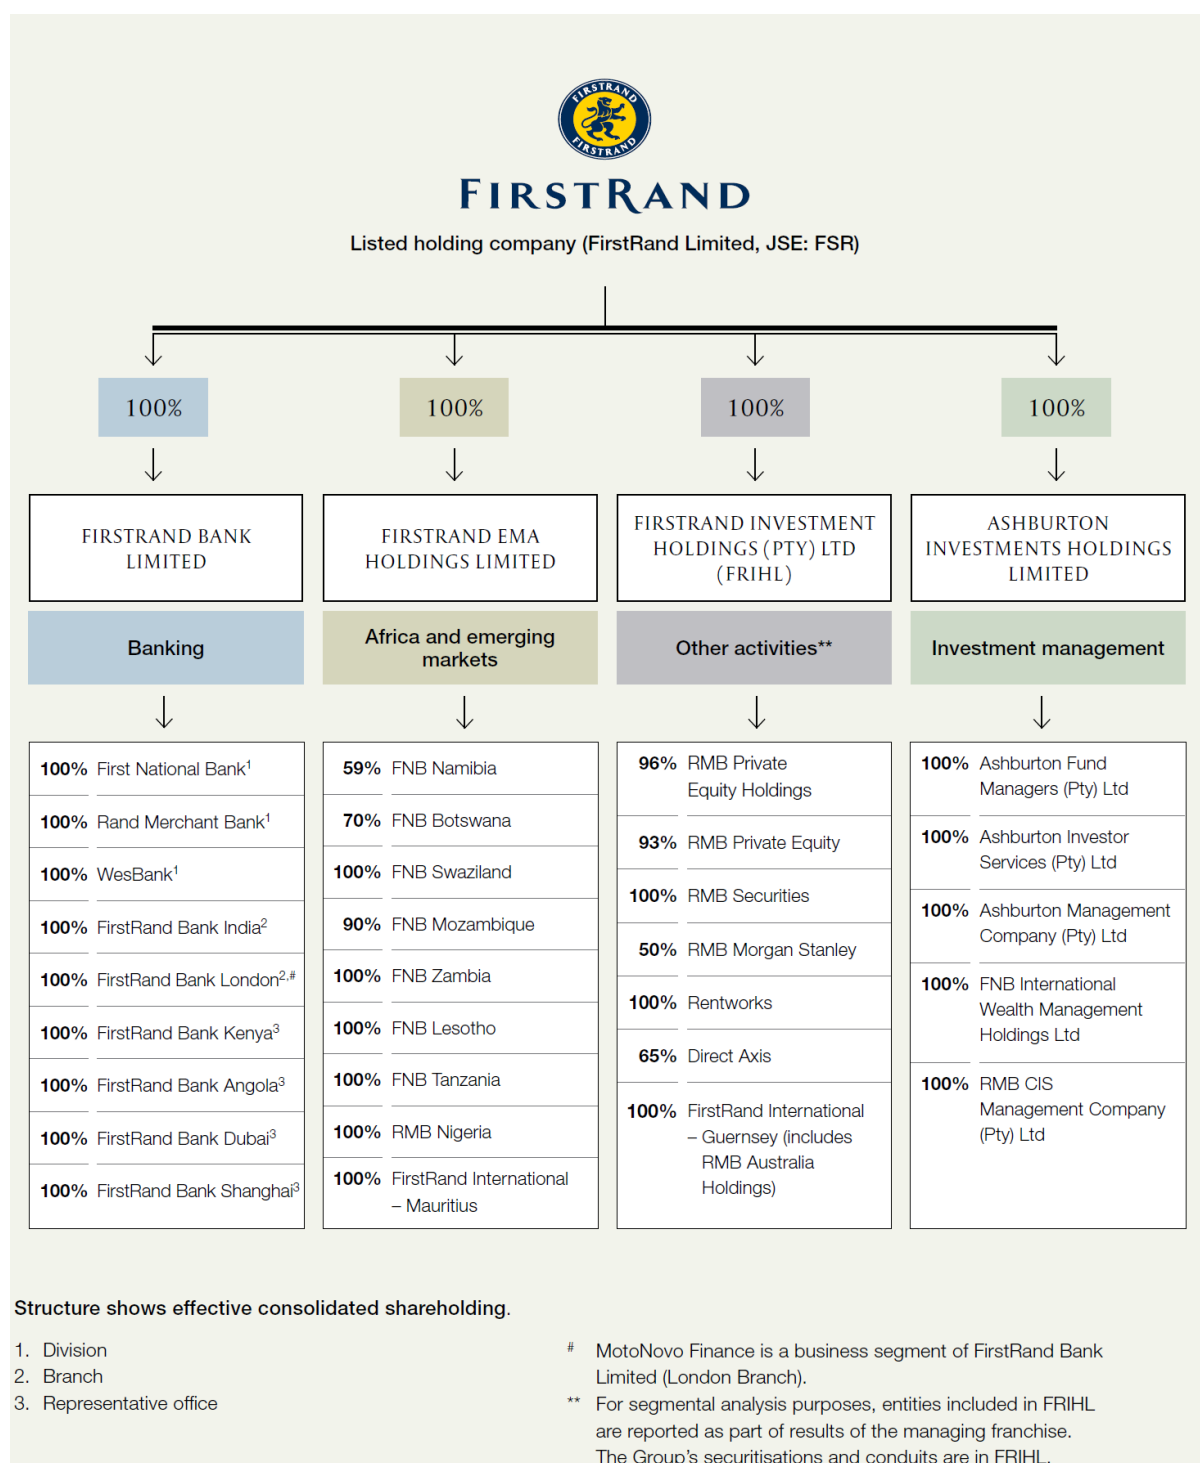 FIRSTRAND
FIRSTRAND
FIRSTRAND
Listed holding company (FirstRand Limited, JSE: FSR)
100%
100%
100%
100%
FIRSTRAND BANK
LIMITED
FIRSTRAND EMA
HOLDINGS LIMITED
FIRSTRAND INVESTMENT
HOLDINGS (PTY) LTD
(FRIHL)
ASHBURTON
INVESTMENTS HOLDINGS
LIMITED
Banking
Africa and emerging
markets
Other activities**
Investment management
100% First National Bank¹
100% Rand Merchant Bank¹
100% WesBank¹
100% FirstRand Bank India²
100% FirstRand Bank London²,#
100% FirstRand Bank Kenya³
100% FirstRand Bank Angola³
100% FirstRand Bank Dubai³
100% FirstRand Bank Shanghai³
59% FNB Namibia
70% FNB Botswana
100% FNB Swaziland
90% FNB Mozambique
100% FNB Zambia
100% FNB Lesotho
100% FNB Tanzania
100% RMB Nigeria
100% FirstRand International
– Mauritius
96% RMB Private
Equity Holdings
93% RMB Private Equity
100% RMB Securities
50% RMB Morgan Stanley
100% Rentworks
65% Direct Axis
100% FirstRand International
– Guernsey (includes
RMB Australia
Holdings)
100% Ashburton Fund
Managers (Pty) Ltd
100% Ashburton Investor
Services (Pty) Ltd
100% Ashburton Management
Company (Pty) Ltd
100% FNB International
Wealth Management
Holdings Ltd
100% RMB CIS
Management Company
(Pty) Ltd
Structure shows effective consolidated shareholding.
1. Division
2. Branch
3. Representative office
# MotoNovo Finance is a business segment of FirstRand Bank
Limited (London Branch).
** For segmental analysis purposes, entities included in FRIHL
are reported as part of results of the managing franchise.
The Group's securitisations and conduits are in FRIHL.